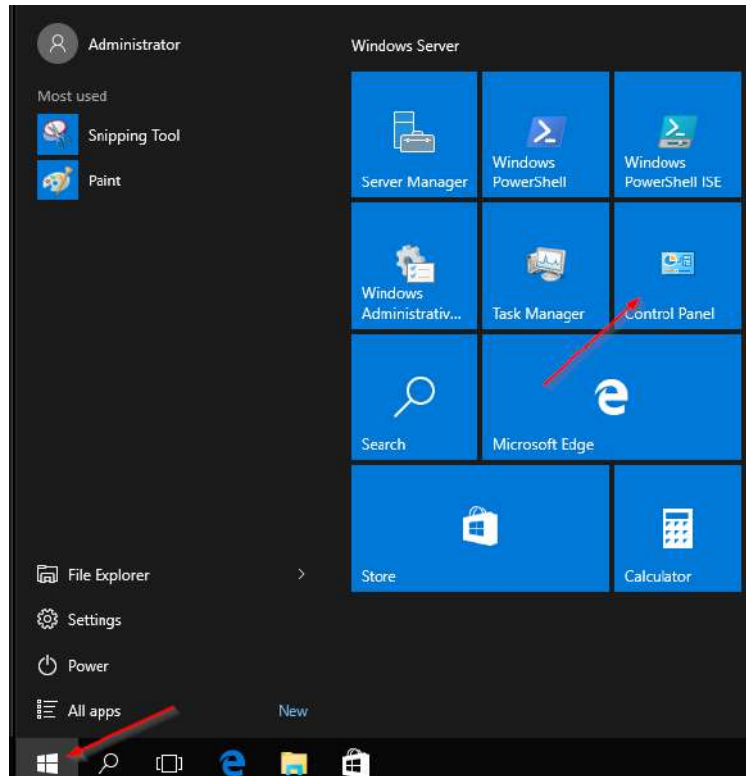 Administrator
Most used
Snipping Tool
Paint
File Explorer
Settings
Power
All apps
New
Windows Server
Server Manager
Windows
PowerShell
Windows
PowerShell ISE
Windows
Administrativ...
Task Manager
Control Panel
Search
Microsoft Edge
Store
Calculator